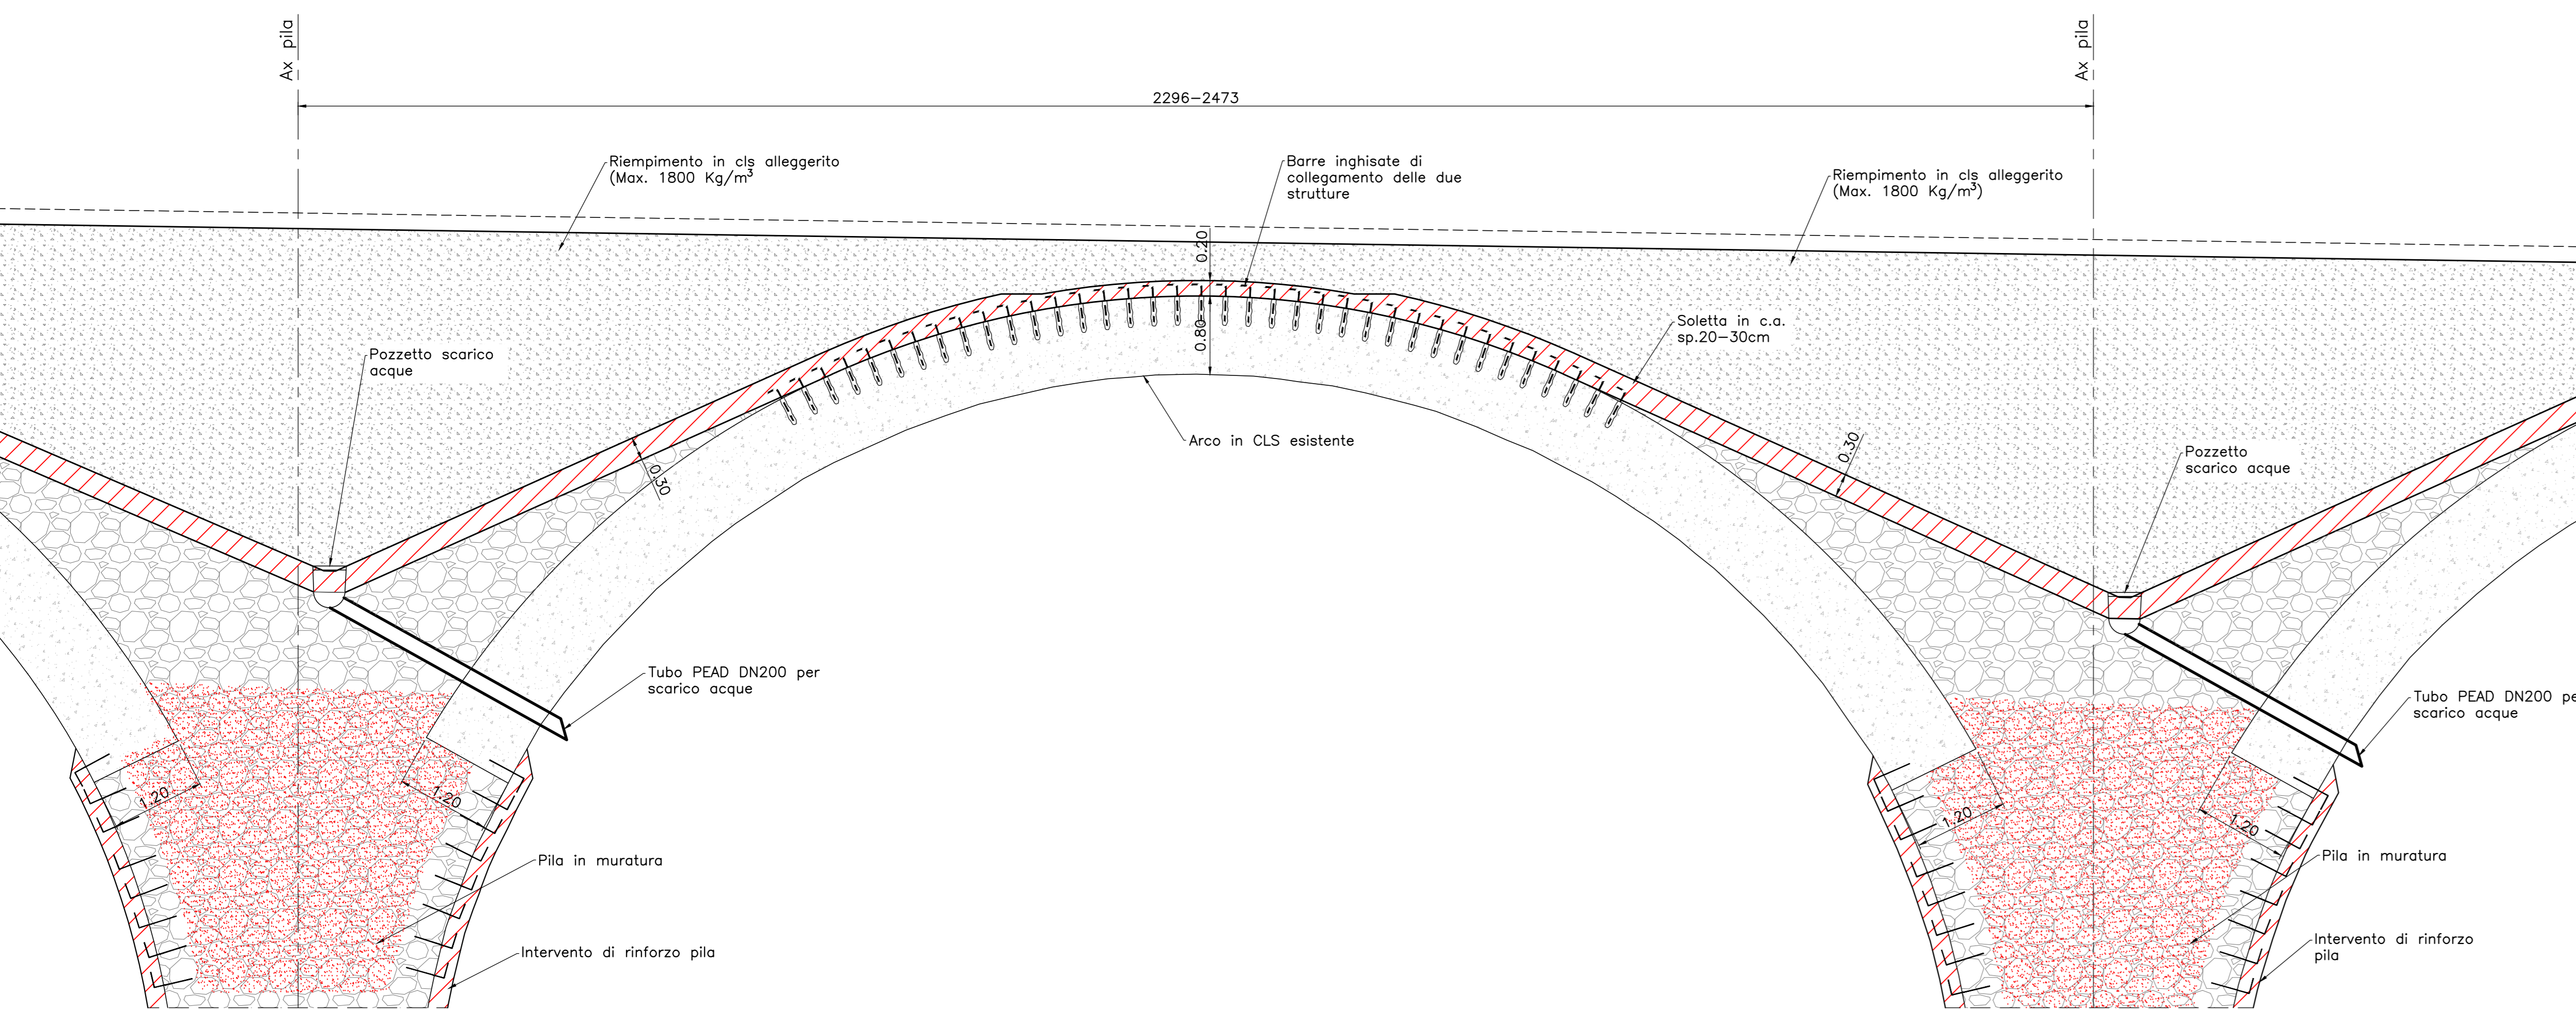 Ax pila
Ax pila
2296-2473
Riempimento in cls alleggerito
(Max. 1800 Kg/m³
Barre inghisate di
collegamento delle due
strutture
Riempimento in cls alleggerito
(Max. 1800 Kg/m³)
0.20
0.80
Soletta in c.a.
sp.20-30cm
Pozzetto scarico
acque
Arco in CLS esistente
0.30
0.30
Pozzetto
scarico acque
Tubo PEAD DN200 per
scarico acque
Tubo PEAD DN200 pe
scarico acque
1.20
1.20
1.20
1.20
Pila in muratura
Pila in muratura
Intervento di rinforzo pila
Intervento di rinforzo
pila